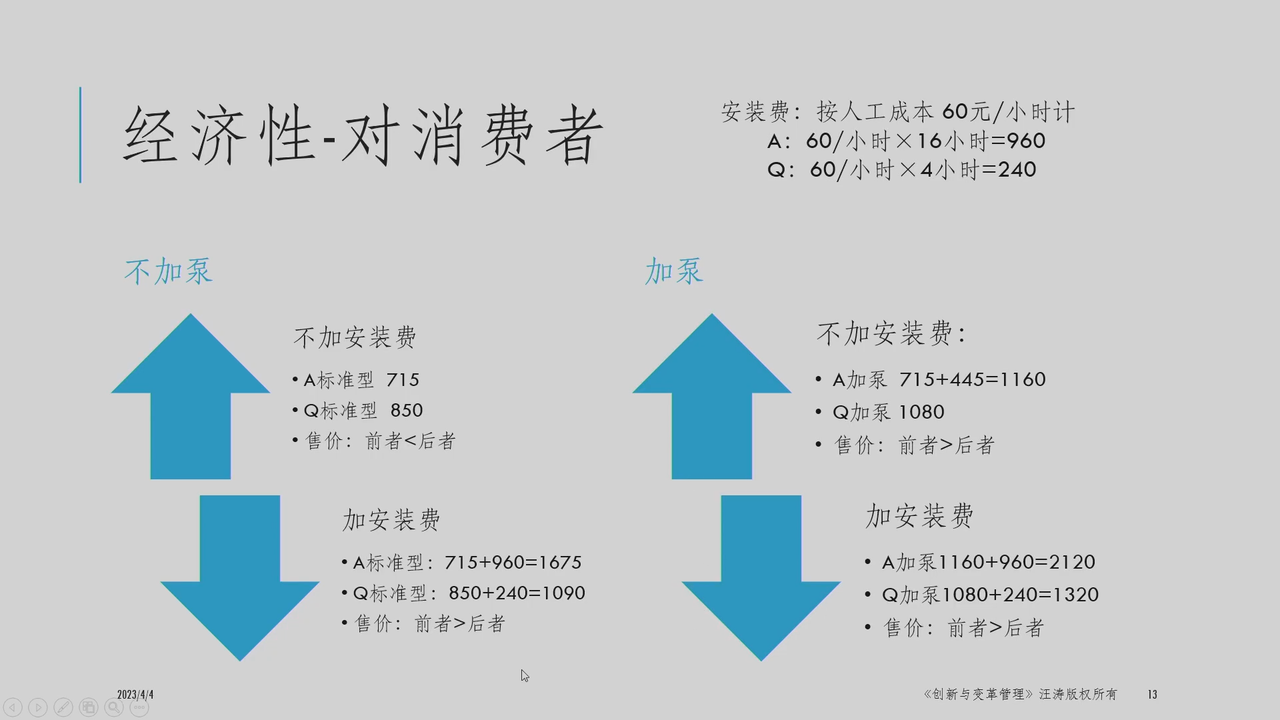 经济性-对消费者
安装费：按人工成本 60元/小时计
A：60/小时×16小时=960
Q：60/小时×4小时=240
不加泵
不加安装费
• A标准型 715
• Q标准型 850
• 售价：前者<后者
加安装费
• A标准型：715+960=1675
• Q标准型：850+240=1090
• 售价：前者>后者
加泵
不加安装费：
• A加泵 715+445=1160
• Q加泵 1080
• 售价：前者>后者
加安装费
• A加泵1160+960=2120
• Q加泵1080+240=1320
• 售价：前者>后者
2023/4/4
《创新与变革管理》汪涛版权所有
13